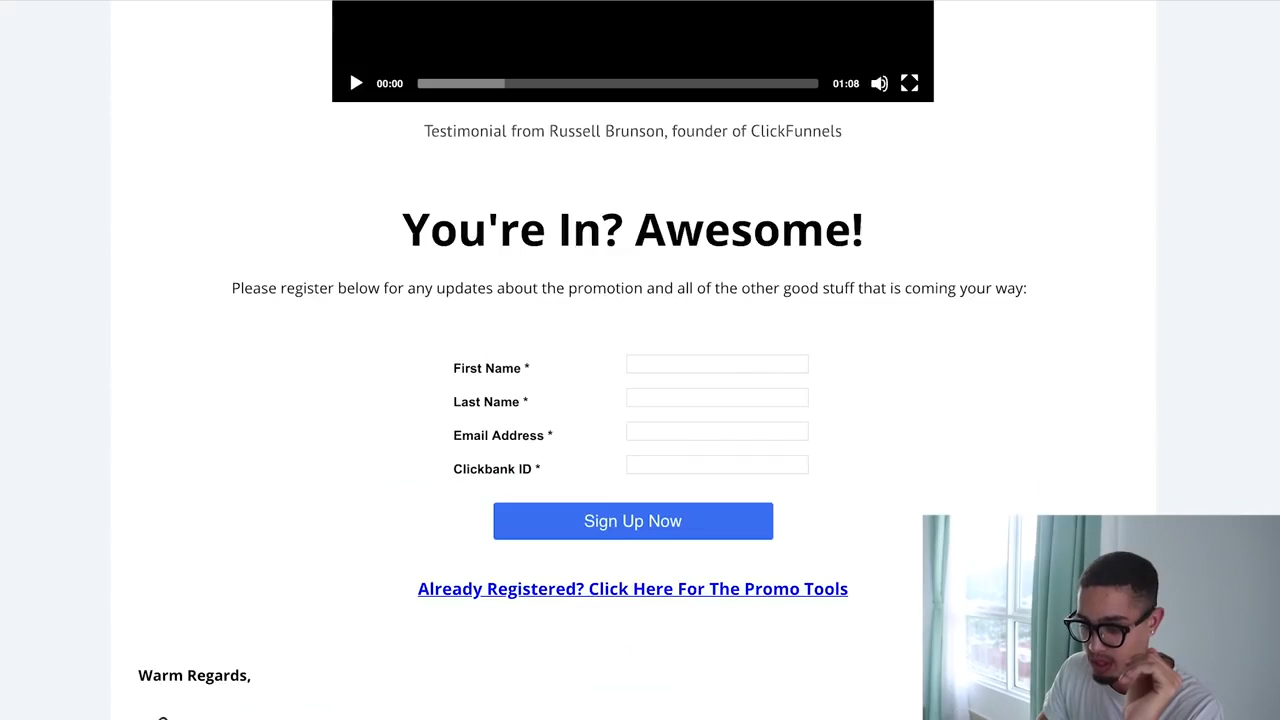 00:00
01:08
Testimonial from Russell Brunson, founder of ClickFunnels
You're In? Awesome!
Please register below for any updates about the promotion and all of the other good stuff that is coming your way:
First Name *
Last Name *
Email Address *
Clickbank ID *
Sign Up Now
Already Registered? Click Here For The Promo Tools
Warm Regards,